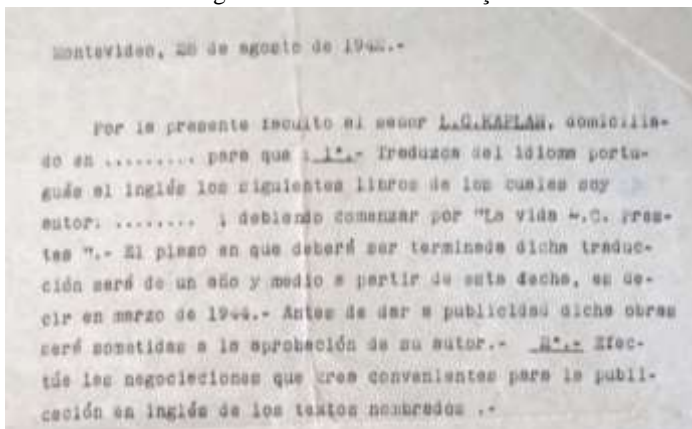 Montevideo, 28 de agosto de 1942.-
Por la presente faculto al señor L.C.KAPLAN, domicilia-
do en ......... para que : 1°.- Traduzca del idioma portu-
gués al inglés los siguientes libros de los cuales soy
autor: ........ ; debiendo comenzar por "La vida L.C. Pres-
tes ".- El plazo en que deberá ser terminada dicha traduc-
ción será de un año y medio a partir de esta fecha, es de-
cir en marzo de 1944.- Antes de dar a publicidad dicha obras
será sometidas a la aprobación de su autor.- 2°.- Efec-
túe las negociaciones que crea convenientes para la publi-
cación en inglés de los textos nombrados .-